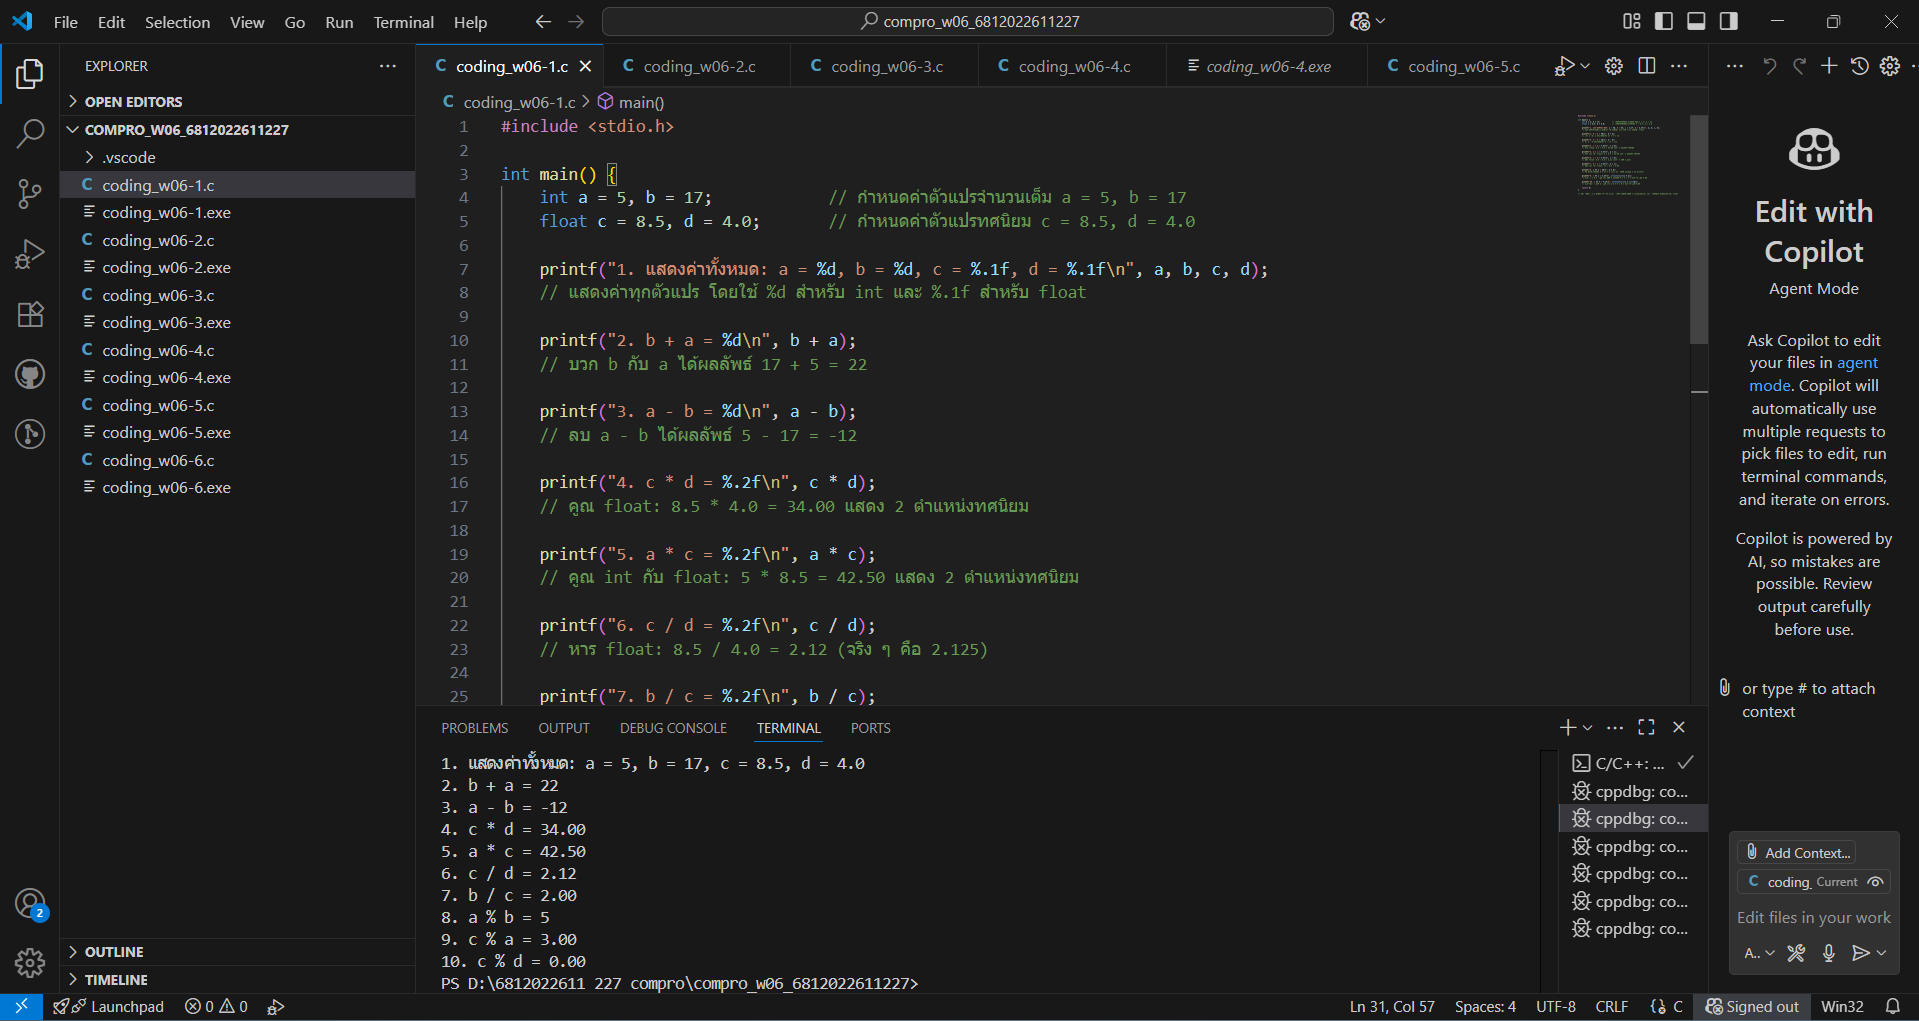 File Edit Selection View Go Run Terminal Help
compro_w06_6812022611227
EXPLORER
OPEN EDITORS
COMPRO_W06_6812022611227
.vscode
C coding_w06-1.c
coding_w06-1.exe
C coding_w06-2.c
coding_w06-2.exe
C coding_w06-3.c
coding_w06-3.exe
C coding_w06-4.c
coding_w06-4.exe
C coding_w06-5.c
coding_w06-5.exe
C coding_w06-6.c
coding_w06-6.exe
OUTLINE
TIMELINE
C coding_w06-1.c C coding_w06-2.c C coding_w06-3.c C coding_w06-4.c coding_w06-4.exe C coding_w06-5.c
C coding_w06-1.c > main()
1 #include <stdio.h>
2
3 int main() {
4 int a = 5, b = 17; // กำหนดค่าตัวแปรจำนวนเต็ม a = 5, b = 17
5 float c = 8.5, d = 4.0; // กำหนดค่าตัวแปรทศนิยม c = 8.5, d = 4.0
6
7 printf("1. แสดงค่าทั้งหมด: a = %d, b = %d, c = %.1f, d = %.1f\n", a, b, c, d);
8 // แสดงค่าทุกตัวแปร โดยใช้ %d สำหรับ int และ %.1f สำหรับ float
9
10 printf("2. b + a = %d\n", b + a);
11 // บวก b กับ a ได้ผลลัพธ์ 17 + 5 = 22
12
13 printf("3. a - b = %d\n", a - b);
14 // ลบ a - b ได้ผลลัพธ์ 5 - 17 = -12
15
16 printf("4. c * d = %.2f\n", c * d);
17 // คูณ float: 8.5 * 4.0 = 34.00 แสดง 2 ตำแหน่งทศนิยม
18
19 printf("5. a * c = %.2f\n", a * c);
20 // คูณ int กับ float: 5 * 8.5 = 42.50 แสดง 2 ตำแหน่งทศนิยม
21
22 printf("6. c / d = %.2f\n", c / d);
23 // หาร float: 8.5 / 4.0 = 2.12 (จริง ๆ คือ 2.125)
24
25 printf("7. b / c = %.2f\n", b / c);
PROBLEMS OUTPUT DEBUG CONSOLE TERMINAL PORTS
1. แสดงค่าทั้งหมด: a = 5, b = 17, c = 8.5, d = 4.0
2. b + a = 22
3. a - b = -12
4. c * d = 34.00
5. a * c = 42.50
6. c / d = 2.12
7. b / c = 2.00
8. a % b = 5
9. c % a = 3.00
10. c % d = 0.00
PS D:\6812022611 227 compro\compro_w06_6812022611227>
C/C++: ...
cppdbg: co...
cppdbg: co...
cppdbg: co...
cppdbg: co...
cppdbg: co...
cppdbg: co...
Edit with
Copilot
Agent Mode
Ask Copilot to edit
your files in agent
mode. Copilot will
automatically use
multiple requests to
pick files to edit, run
terminal commands,
and iterate on errors.
Copilot is powered by
AI, so mistakes are
possible. Review
output carefully
before use.
or type # to attach
context
Add Context...
C coding_ Current
Edit files in your work
A..
2
Launchpad 0 0 Ln 31, Col 57 Spaces: 4 UTF-8 CRLF {} C Signed out Win32